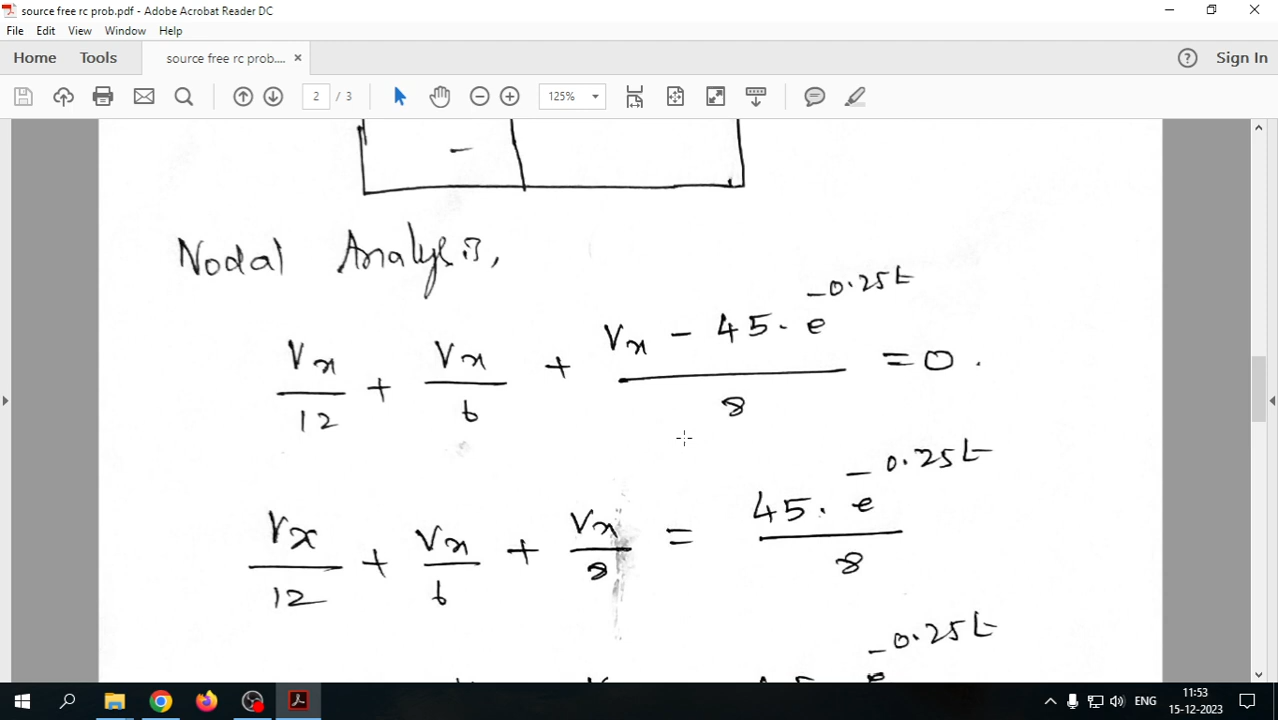 source free rc prob.pdf - Adobe Acrobat Reader DC
File Edit View Window Help
Home Tools source free rc prob.... × Sign In
2 / 3 125%
Nodal Analysis,
Vx/12 + Vx/6 + (Vx - 45. e^-0.25t)/8 = 0.
Vx/12 + Vx/6 + Vx/8 = 45. e^-0.25t/8
-0.25t
ENG 11:53
15-12-2023